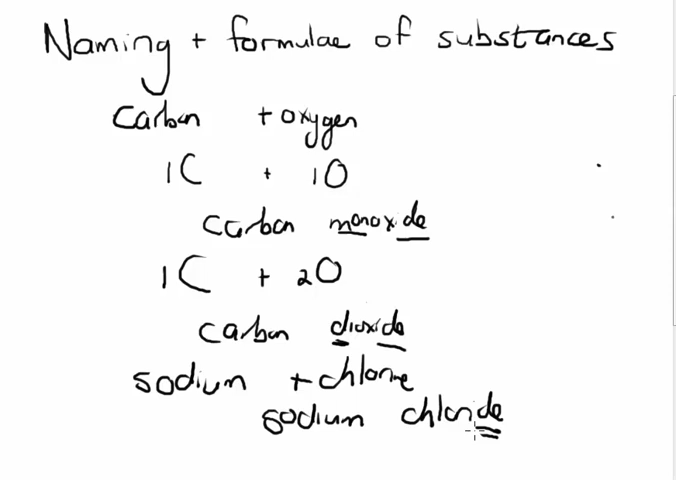 Naming + formulae of substances
Carbon + oxygen
1C + 1O
carbon monoxide
1C + 2O
carbon dioxide
sodium + chlorine
sodium chloride